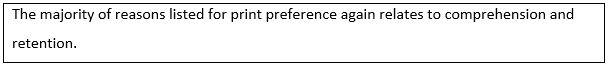 The majority of reasons listed for print preference again relates to comprehension and
retention.